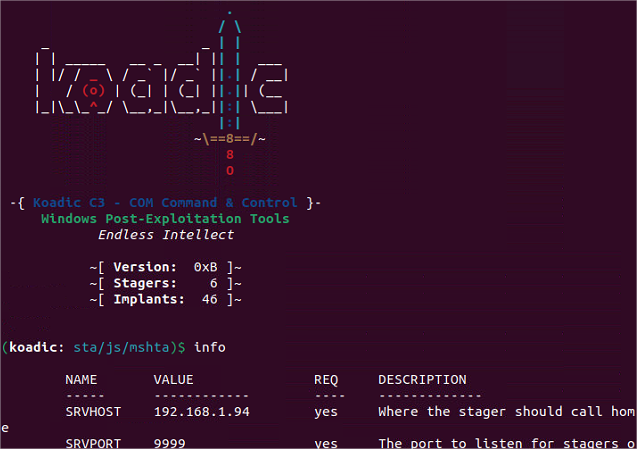 -{ Koadic C3 - COM Command & Control }-
Windows Post-Exploitation Tools
Endless Intellect
~[ Version: 0xB ]~
~[ Stagers: 6 ]~
~[ Implants: 46 ]~
(koadic: sta/js/mshta)$ info
NAME VALUE REQ DESCRIPTION
----- ------------ ---- -------------
SRVHOST 192.168.1.94 yes Where the stager should call hom
e
SRVPORT 9999 yes The port to listen for stagers o